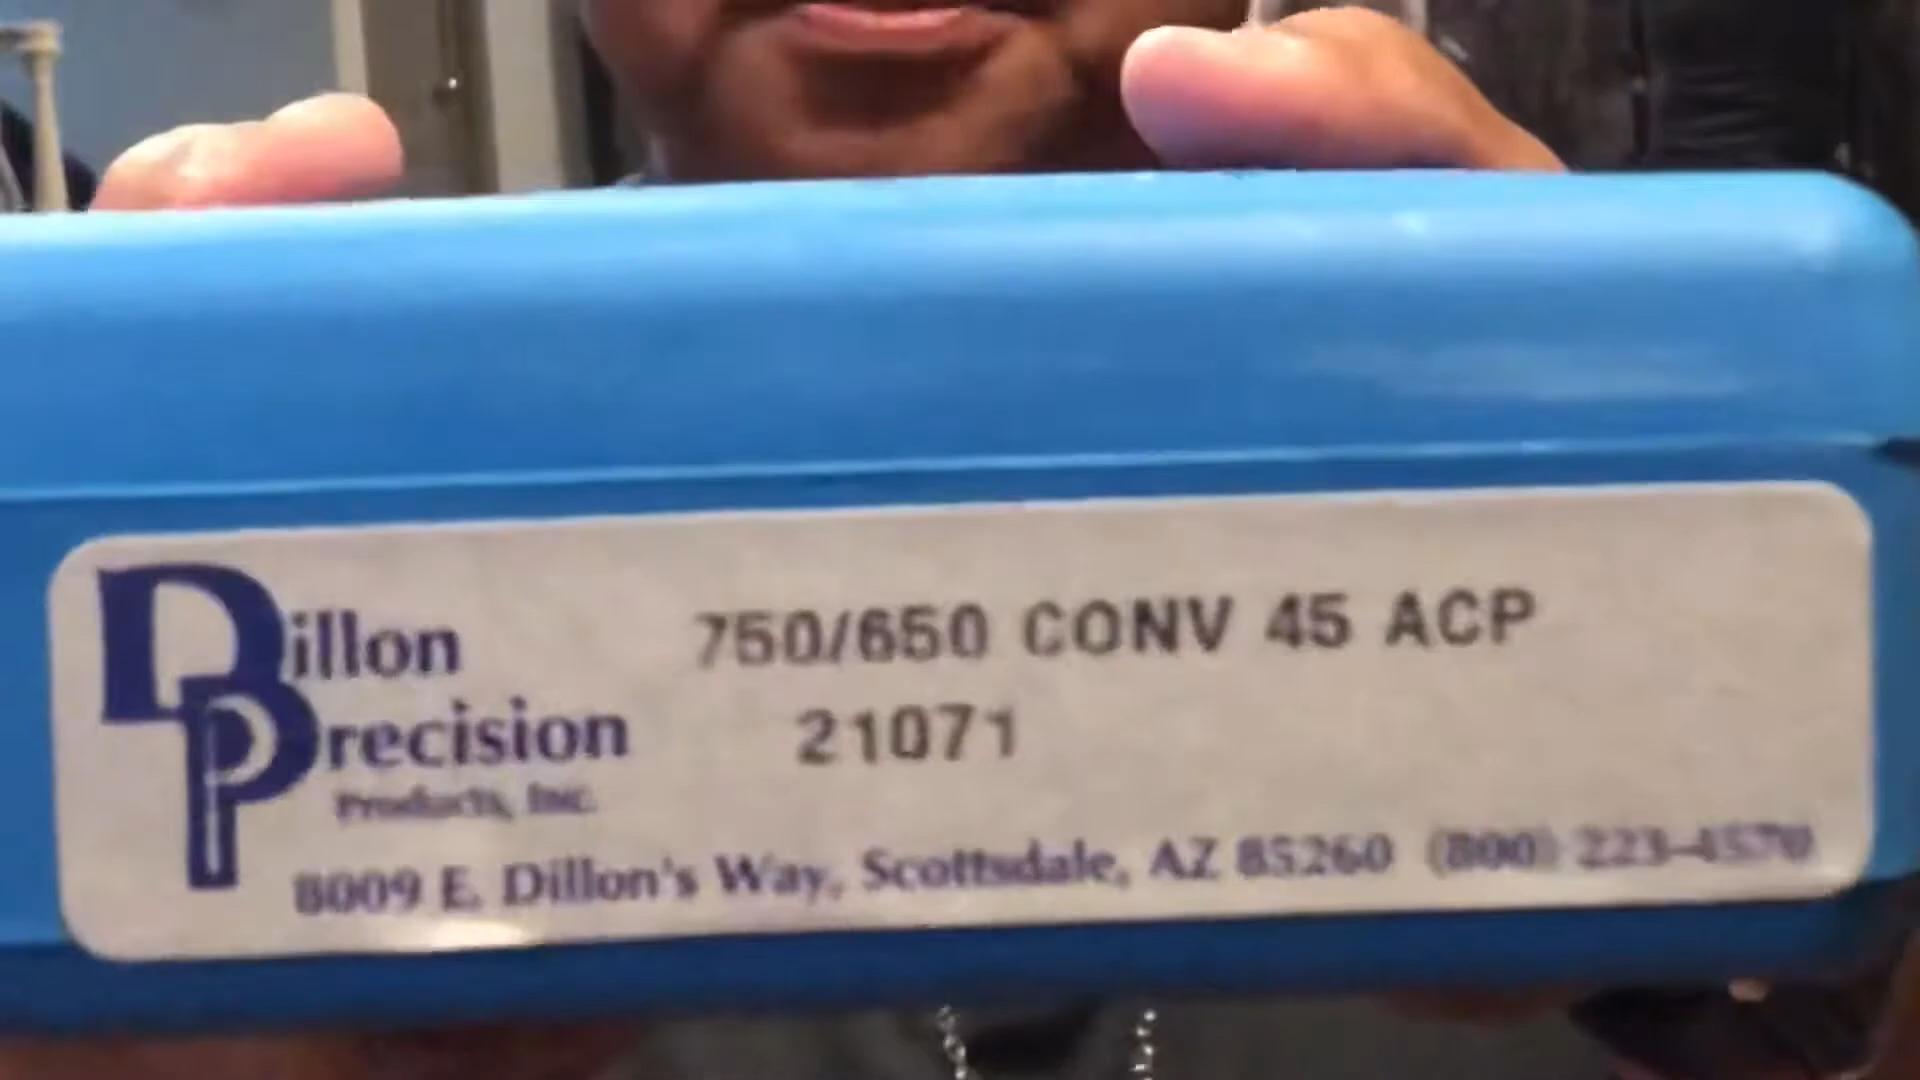 Dillon
Precision
Products, Inc.
750/650 CONV 45 ACP
21071
8009 E. Dillon's Way, Scottsdale, AZ 85260 (800) 223-4570